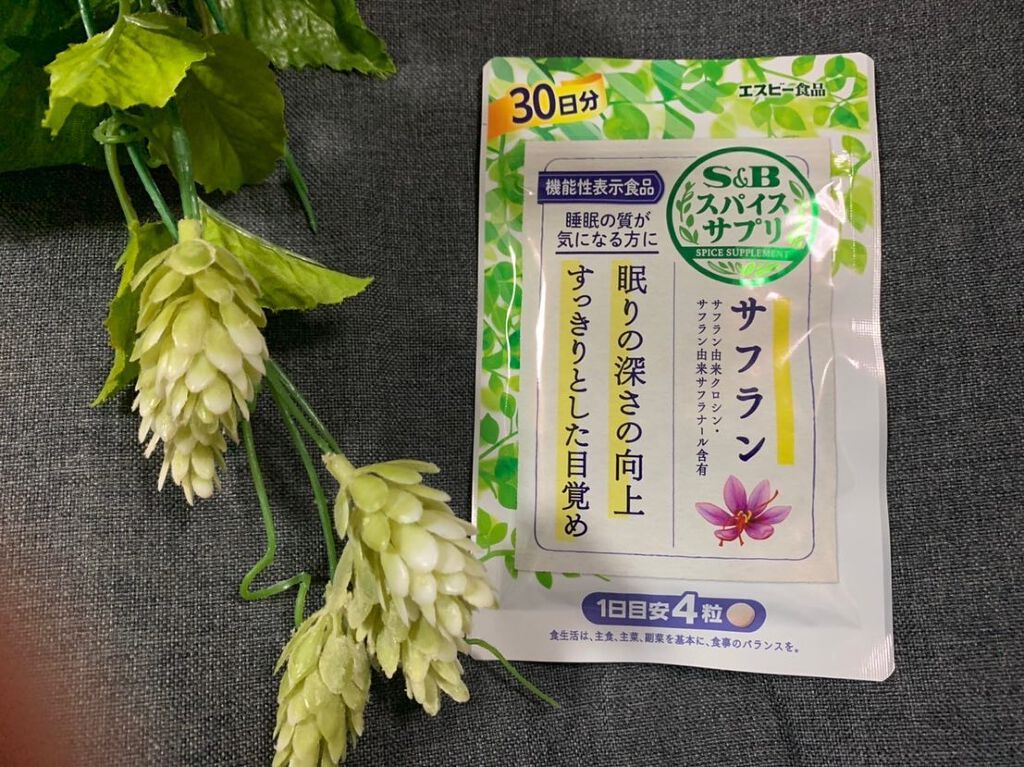 30日分
エスビー食品
機能性表示食品
睡眠の質が
気になる方に
S&B
スパイス
サプリ
SPICE SUPPLEMENT
サフラン
サフラン由来クロシン・
サフラン由来サフラナール含有
眠りの深さの向上
すっきりとした目覚め
1日目安4粒
食生活は、主食、主菜、副菜を基本に、食事のバランスを。